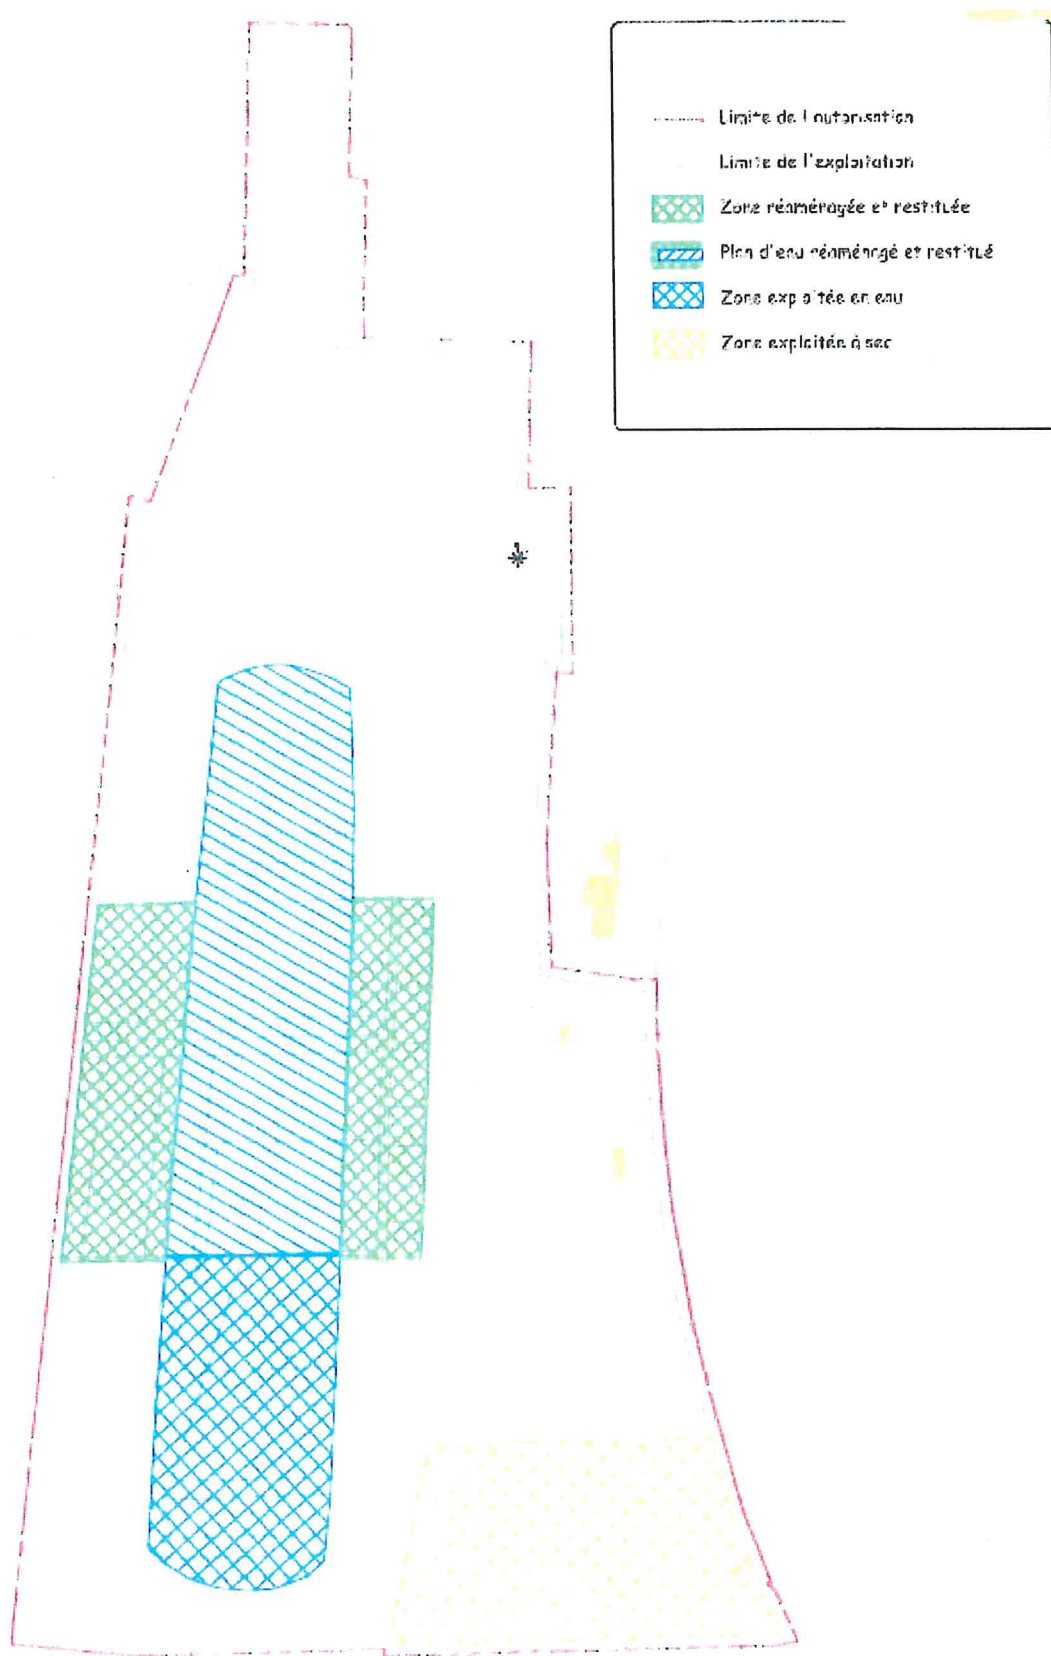 Limite de l'autorisation
Limite de l'exploitation
Zone réaménagée et restituée
Plan d'eau réaménagé et restitué
Zone exploitée en eau
Zone exploitée à sec